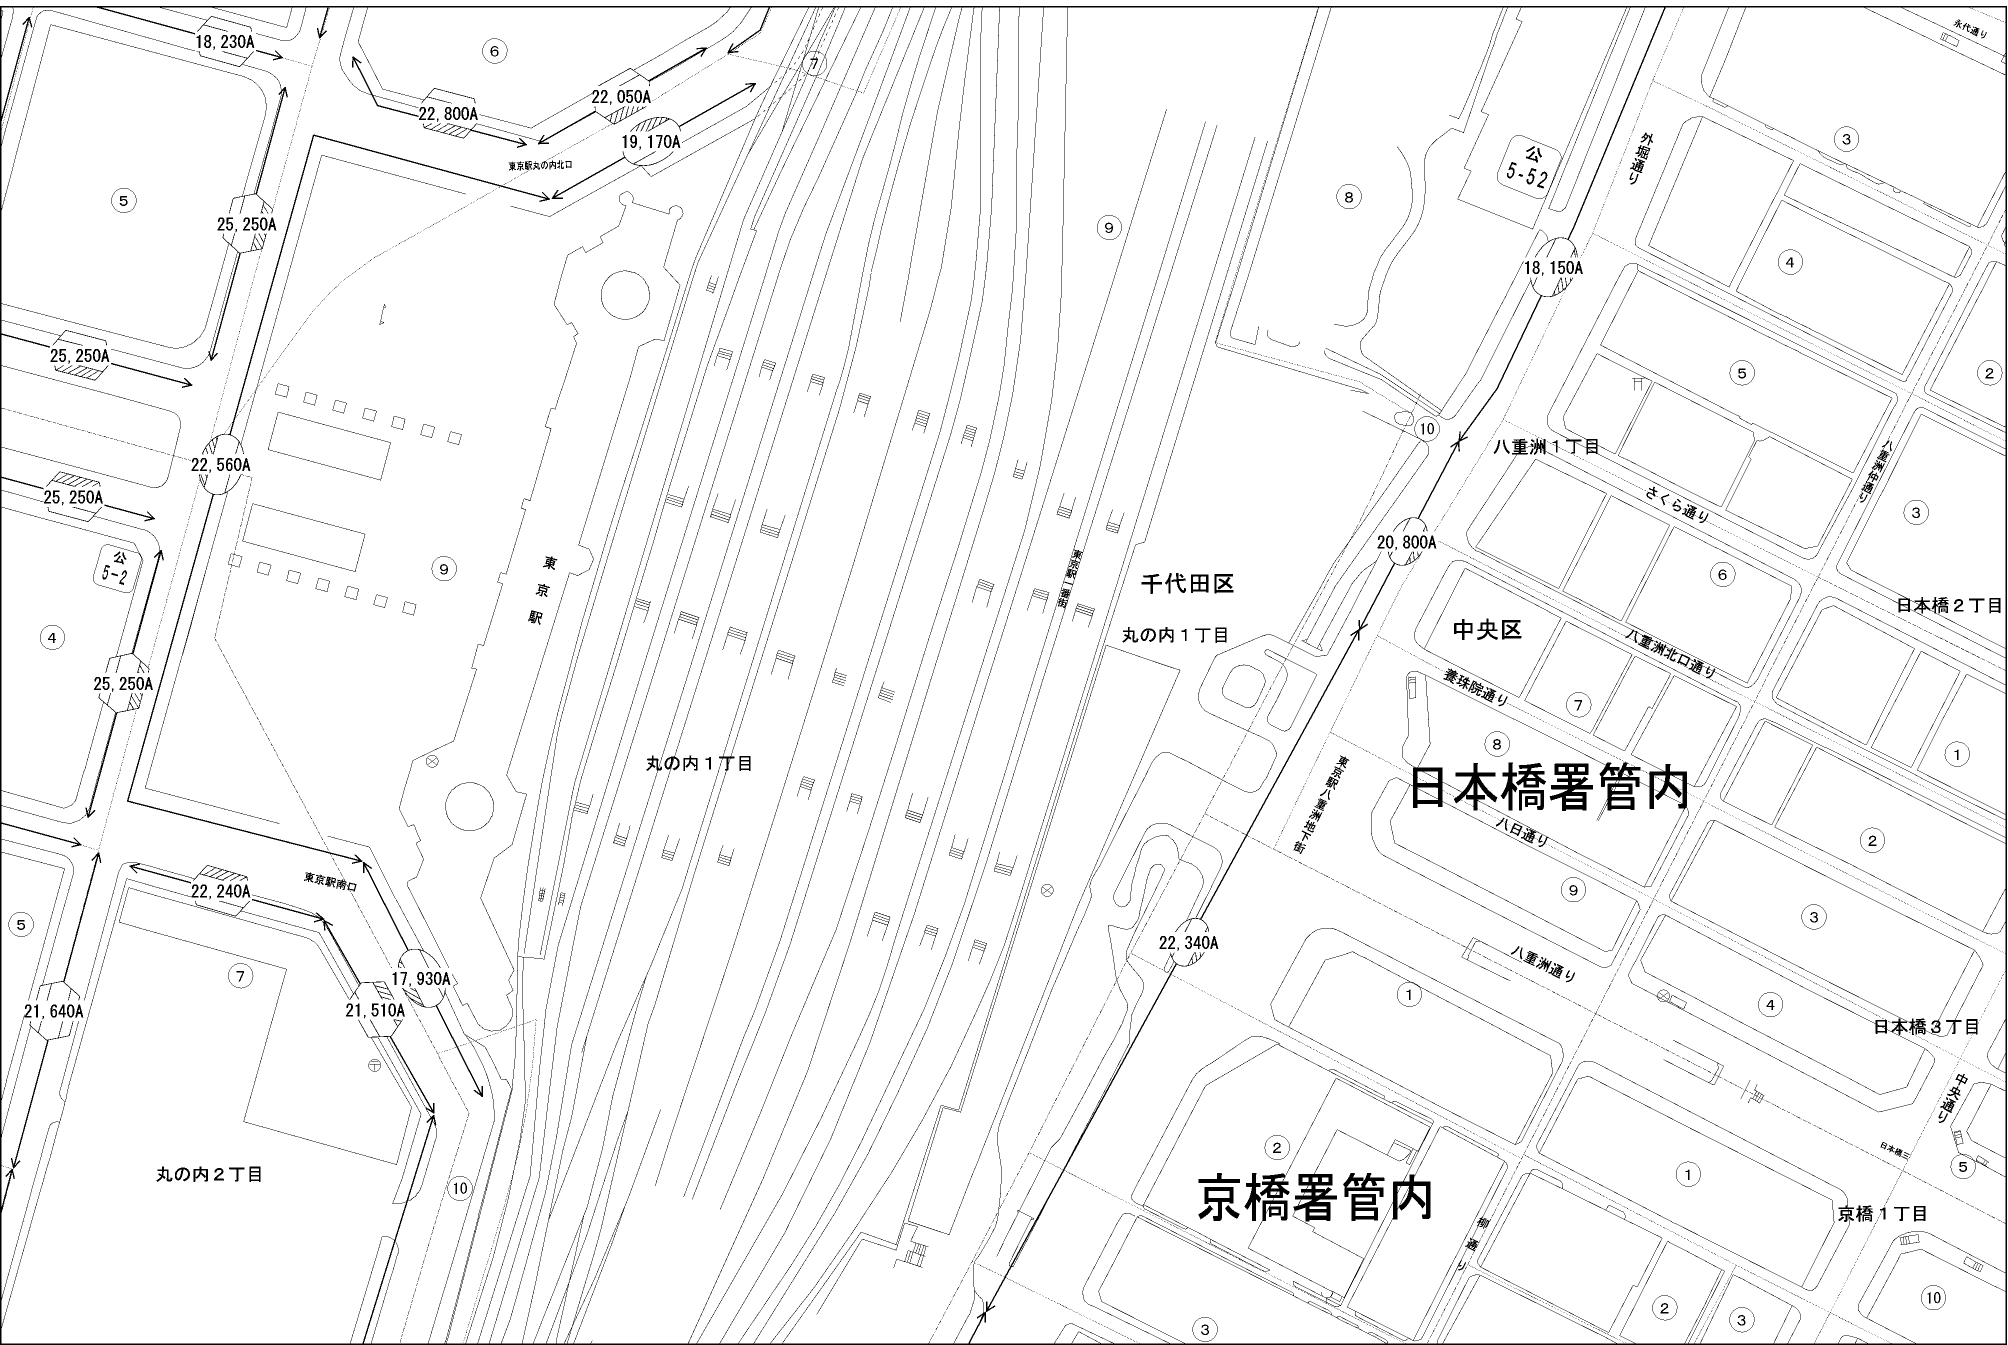 永代通り
18,230A
6
7
22,800A
22,050A
19,170A
3
外堀通り
公
5-52
東京駅丸の内北口
5
8
25,250A
9
18,150A
4
25,250A
5
2
22,560A
10
八重洲1丁目
八重洲仲通り
25,250A
さくら通り
3
公
5-2
20,800A
9
東京駅
東京駅一番街
千代田区
6
日本橋2丁目
4
丸の内1丁目
中央区
八重洲北口通り
25,250A
養珠院通り
7
8
1
丸の内1丁目
東京駅八重洲地下街
日本橋署管内
八日通り
2
22,240A
東京駅南口
9
5
3
22,340A
八重洲通り
7
17,930A
1
4
21,640A
21,510A
日本橋3丁目
中央通り
2
日本橋三
5
丸の内2丁目
10
京橋署管内
1
京橋1丁目
柳通り
10
2
3
3